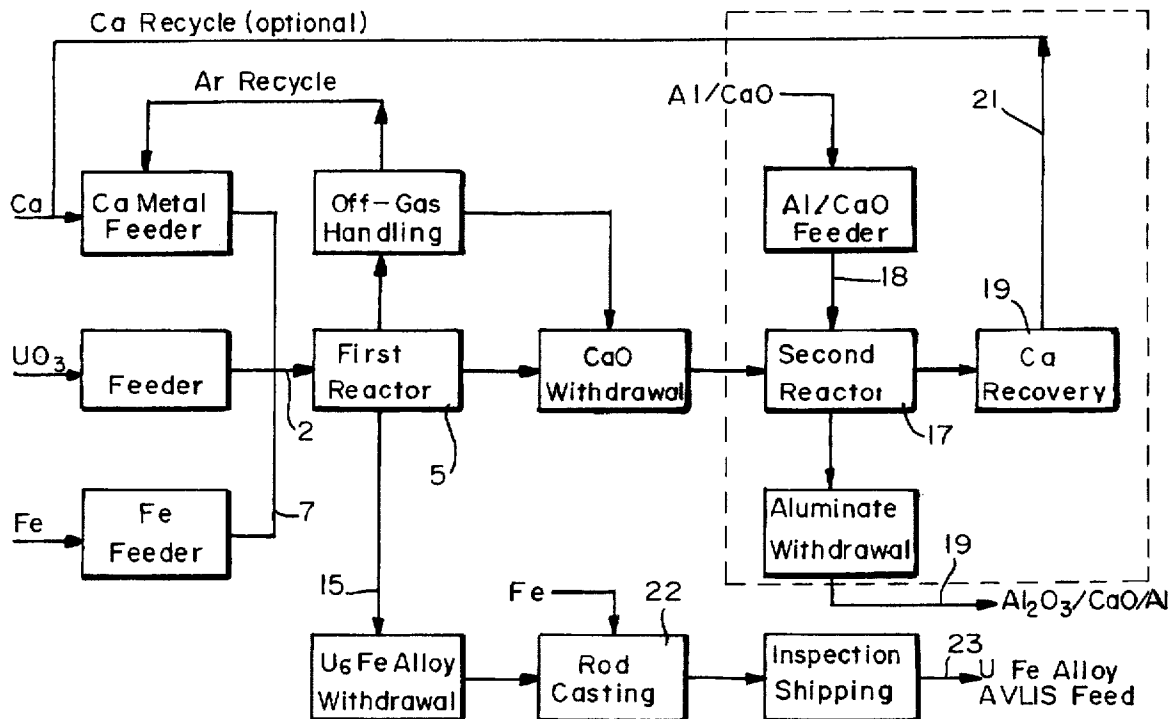 Ca Recycle (optional)
Ar Recycle
Al/CaO
21
Ca
Ca Metal
Feeder
Off-Gas
Handling
Al/CaO
Feeder
18
19
UO₃
Feeder
2
First
Reactor
5
CaO
Withdrawal
Second
Reactor
17
Ca
Recovery
Fe
Fe
Feeder
7
Aluminate
Withdrawal
19
Al₂O₃/CaO/Al
15
Fe
22
U₆ Fe Alloy
Withdrawal
Rod
Casting
Inspection
Shipping
23
U Fe Alloy
AVLIS Feed